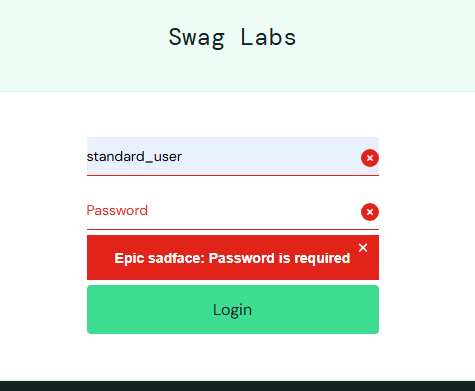 Swag Labs
standard_user
Password
Epic sadface: Password is required
Login